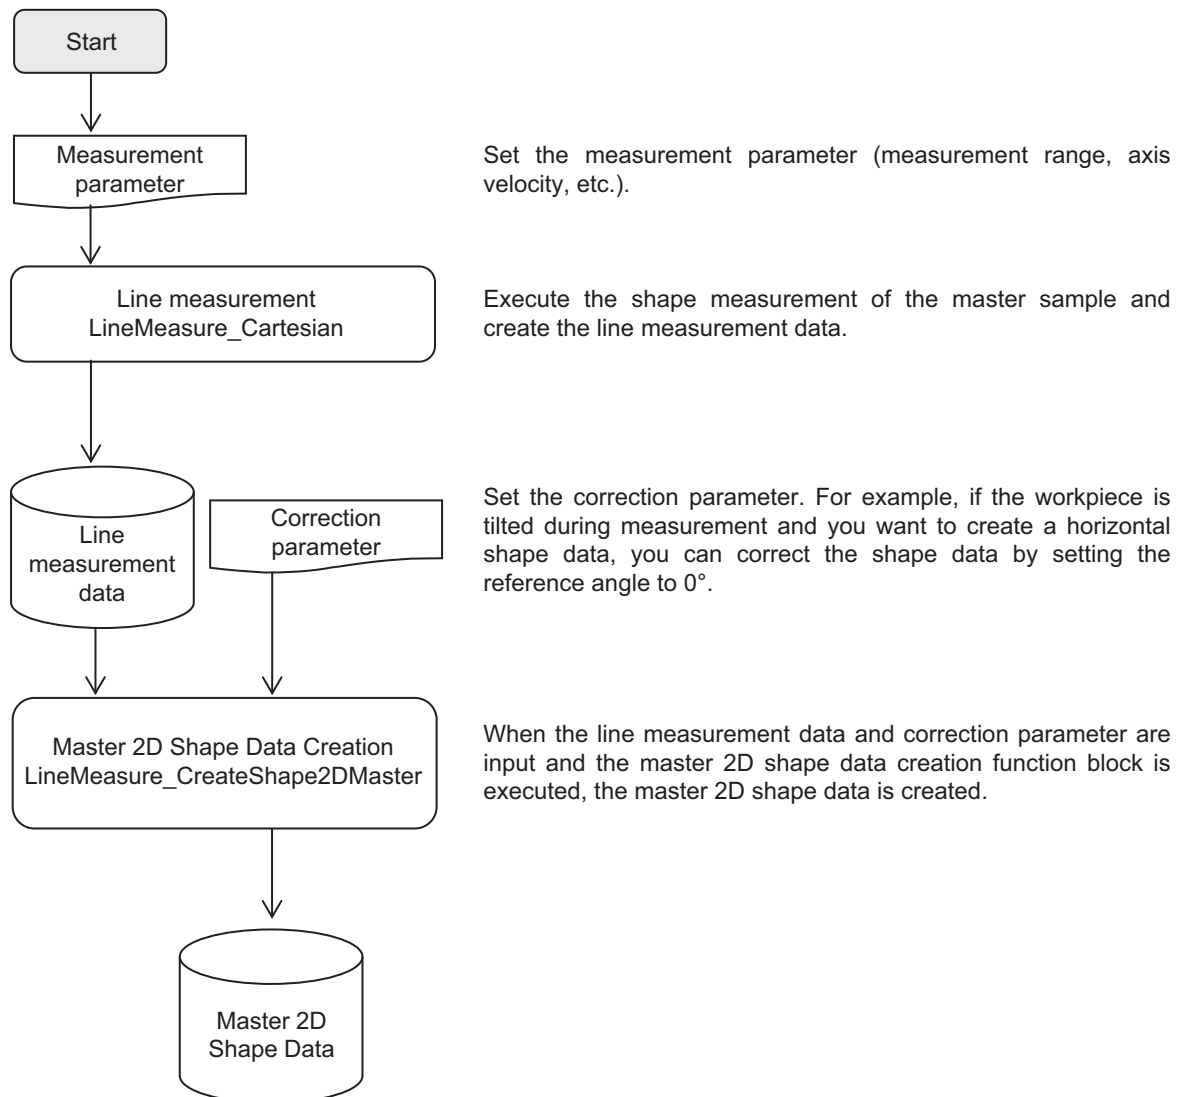 Start
Measurement
parameter
Set the measurement parameter (measurement range, axis
velocity, etc.).
Line measurement
LineMeasure_Cartesian
Execute the shape measurement of the master sample and
create the line measurement data.
Line
measurement
data
Correction
parameter
Set the correction parameter. For example, if the workpiece is
tilted during measurement and you want to create a horizontal
shape data, you can correct the shape data by setting the
reference angle to 0°.
Master 2D Shape Data Creation
LineMeasure_CreateShape2DMaster
When the line measurement data and correction parameter are
input and the master 2D shape data creation function block is
executed, the master 2D shape data is created.
Master 2D
Shape Data